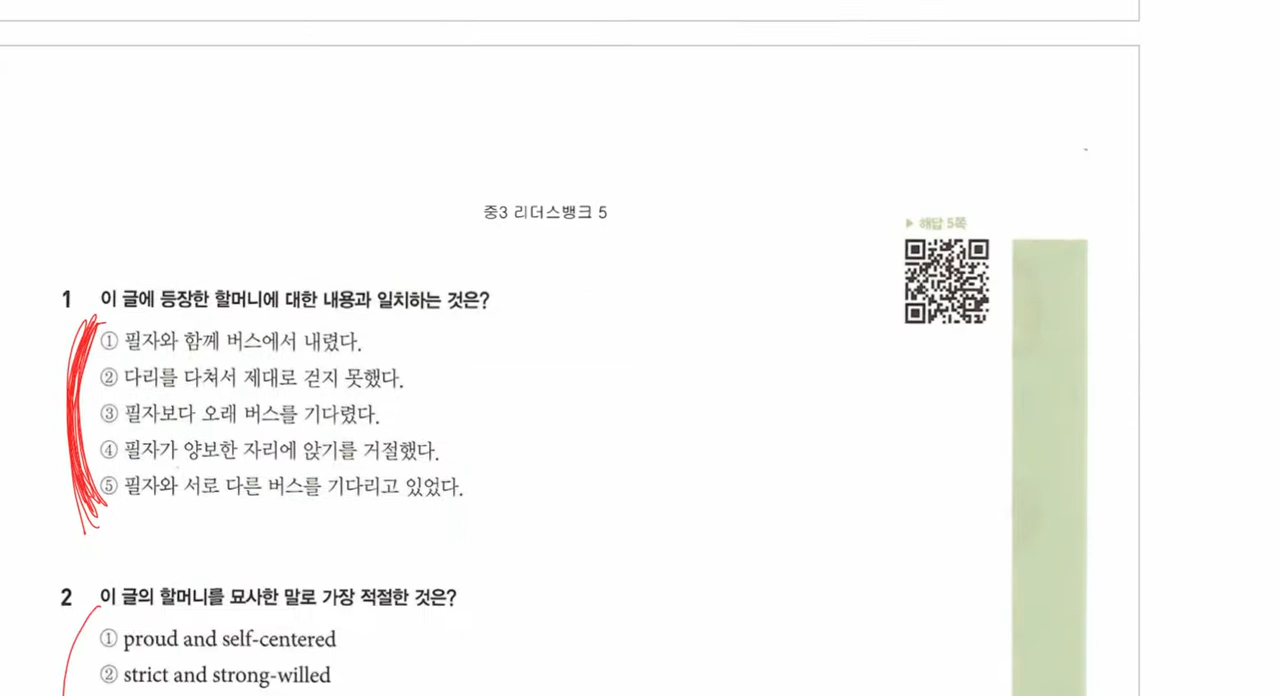 중3 리더스뱅크 5
▶ 해답 5쪽
1 이 글에 등장한 할머니에 대한 내용과 일치하는 것은?
① 필자와 함께 버스에서 내렸다.
② 다리를 다쳐서 제대로 걷지 못했다.
③ 필자보다 오래 버스를 기다렸다.
④ 필자가 양보한 자리에 앉기를 거절했다.
⑤ 필자와 서로 다른 버스를 기다리고 있었다.
2 이 글의 할머니를 묘사한 말로 가장 적절한 것은?
① proud and self-centered
② strict and strong-willed